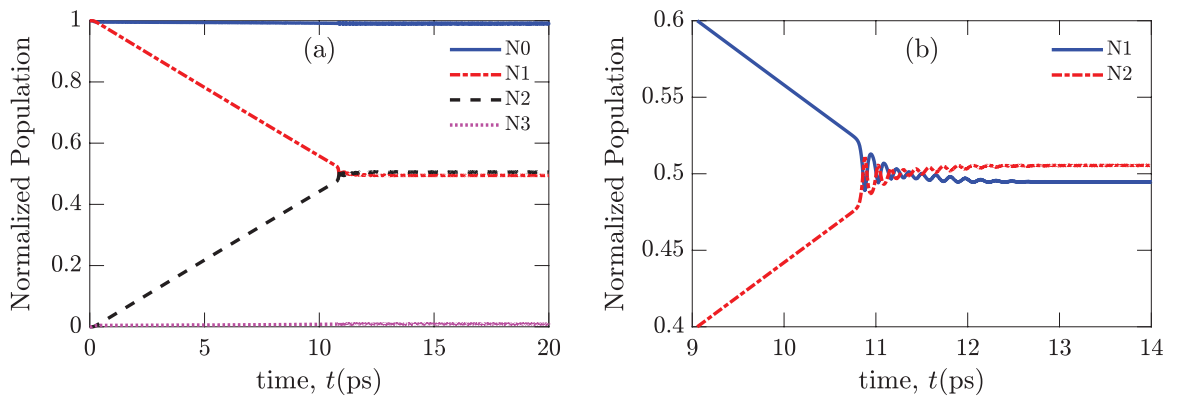 (a)
N0
N1
N2
N3
Normalized Population
1
0.8
0.6
0.4
0.2
0
0 5 10 15 20
time, t(ps)
(b)
N1
N2
Normalized Population
0.6
0.55
0.5
0.45
0.4
9 10 11 12 13 14
time, t(ps)